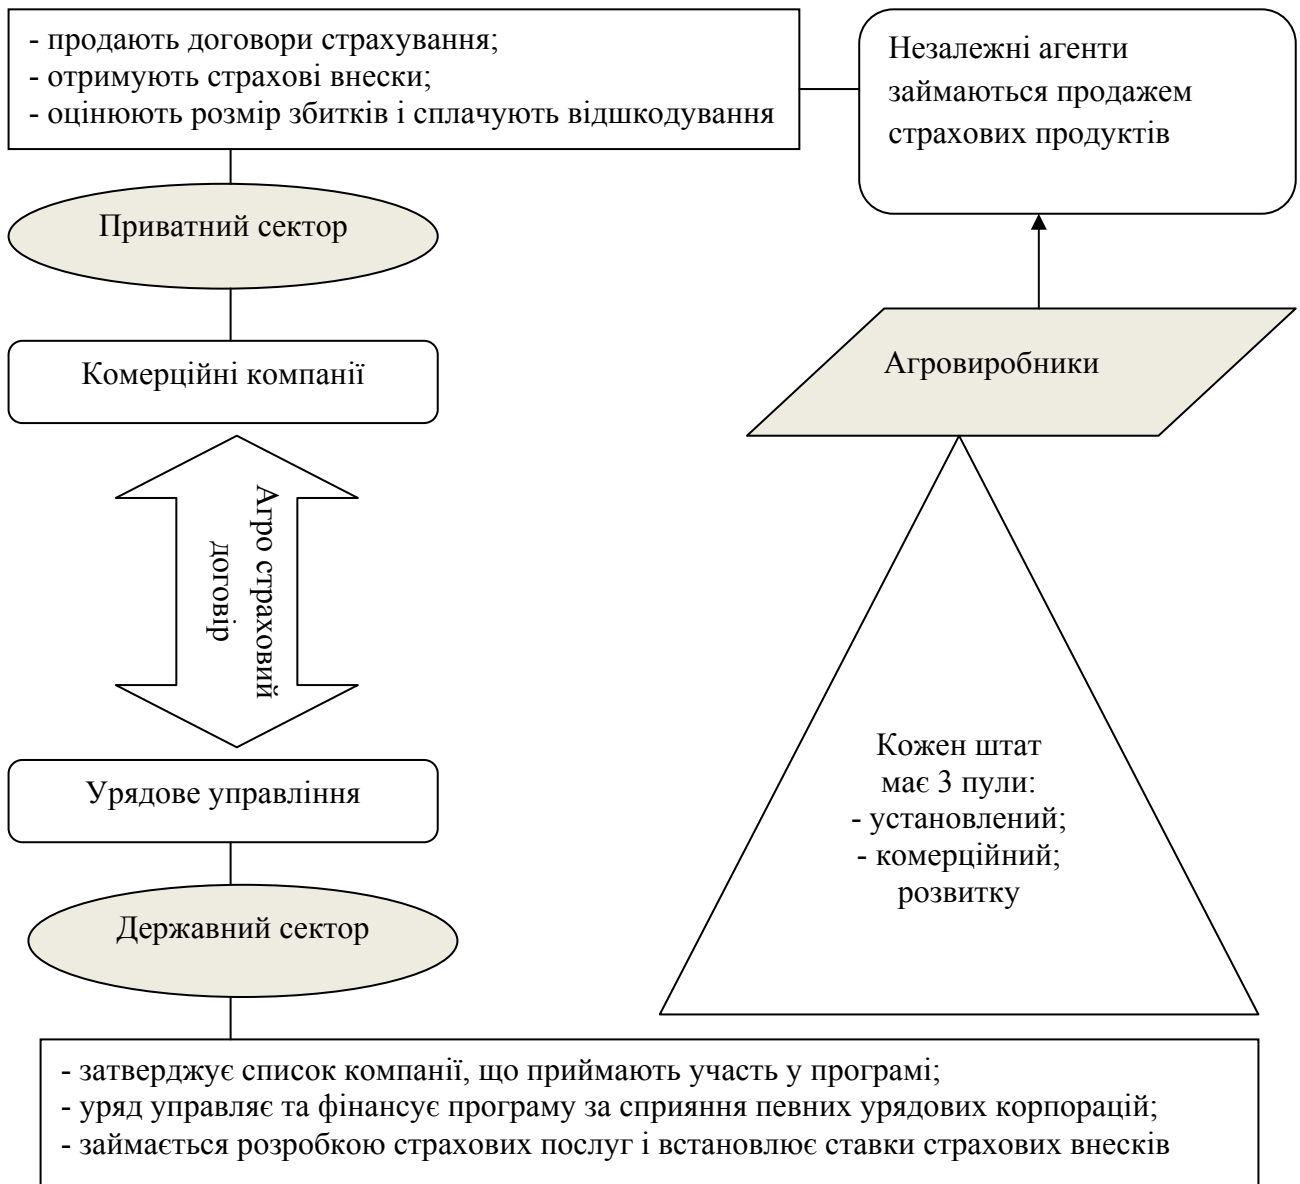 - продають договори страхування;
- отримують страхові внески;
- оцінюють розмір збитків і сплачують відшкодування
Незалежні агенти
займаються продажем
страхових продуктів
Приватний сектор
Комерційні компанії
Агровиробники
Агро страховий
договір
Кожен штат
має 3 пули:
- установлений;
- комерційний;
розвитку
Урядове управління
Державний сектор
- затверджує список компанії, що приймають участь у програмі;
- уряд управляє та фінансує програму за сприяння певних урядових корпорацій;
- займається розробкою страхових послуг і встановлює ставки страхових внесків